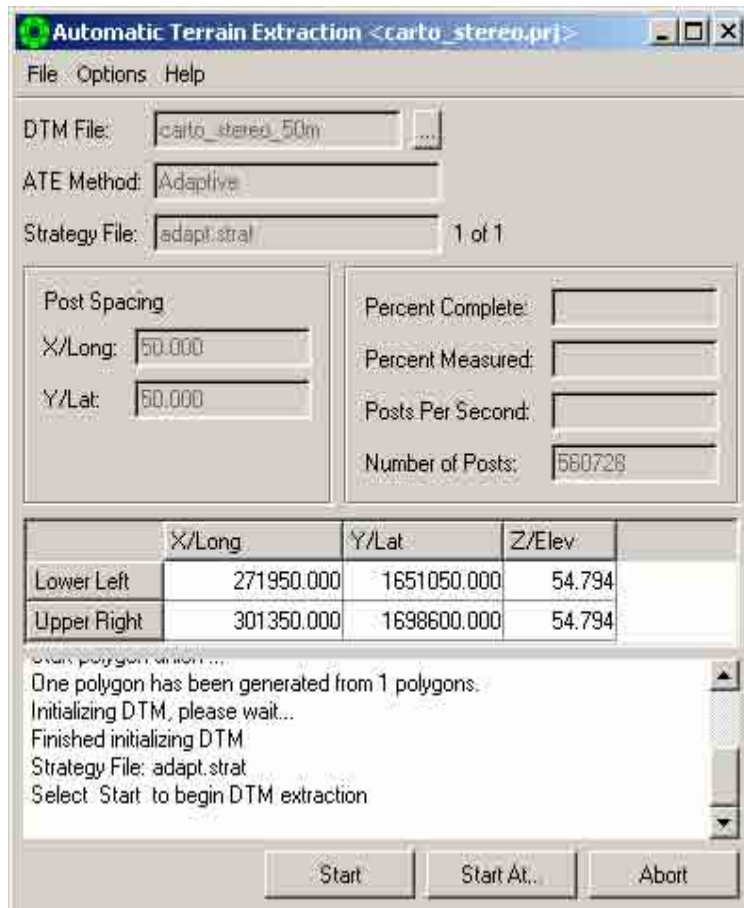 Automatic Terrain Extraction <carto_stereo.prj>
File Options Help
DTM File: carto_stereo_50m ...
ATE Method: Adaptive
Strategy File: adapt.strat 1 of 1
Post Spacing
X/Long: 50.000
Y/Lat: 50.000
Percent Complete:
Percent Measured:
Posts Per Second:
Number of Posts: 560728
X/Long Y/Lat Z/Elev
Lower Left 271950.000 1651050.000 54.794
Upper Right 301350.000 1698600.000 54.794
polygon
One polygon has been generated from 1 polygons.
Initializing DTM, please wait...
Finished initializing DTM
Strategy File: adapt.strat
Select Start to begin DTM extraction
Start Start At... Abort